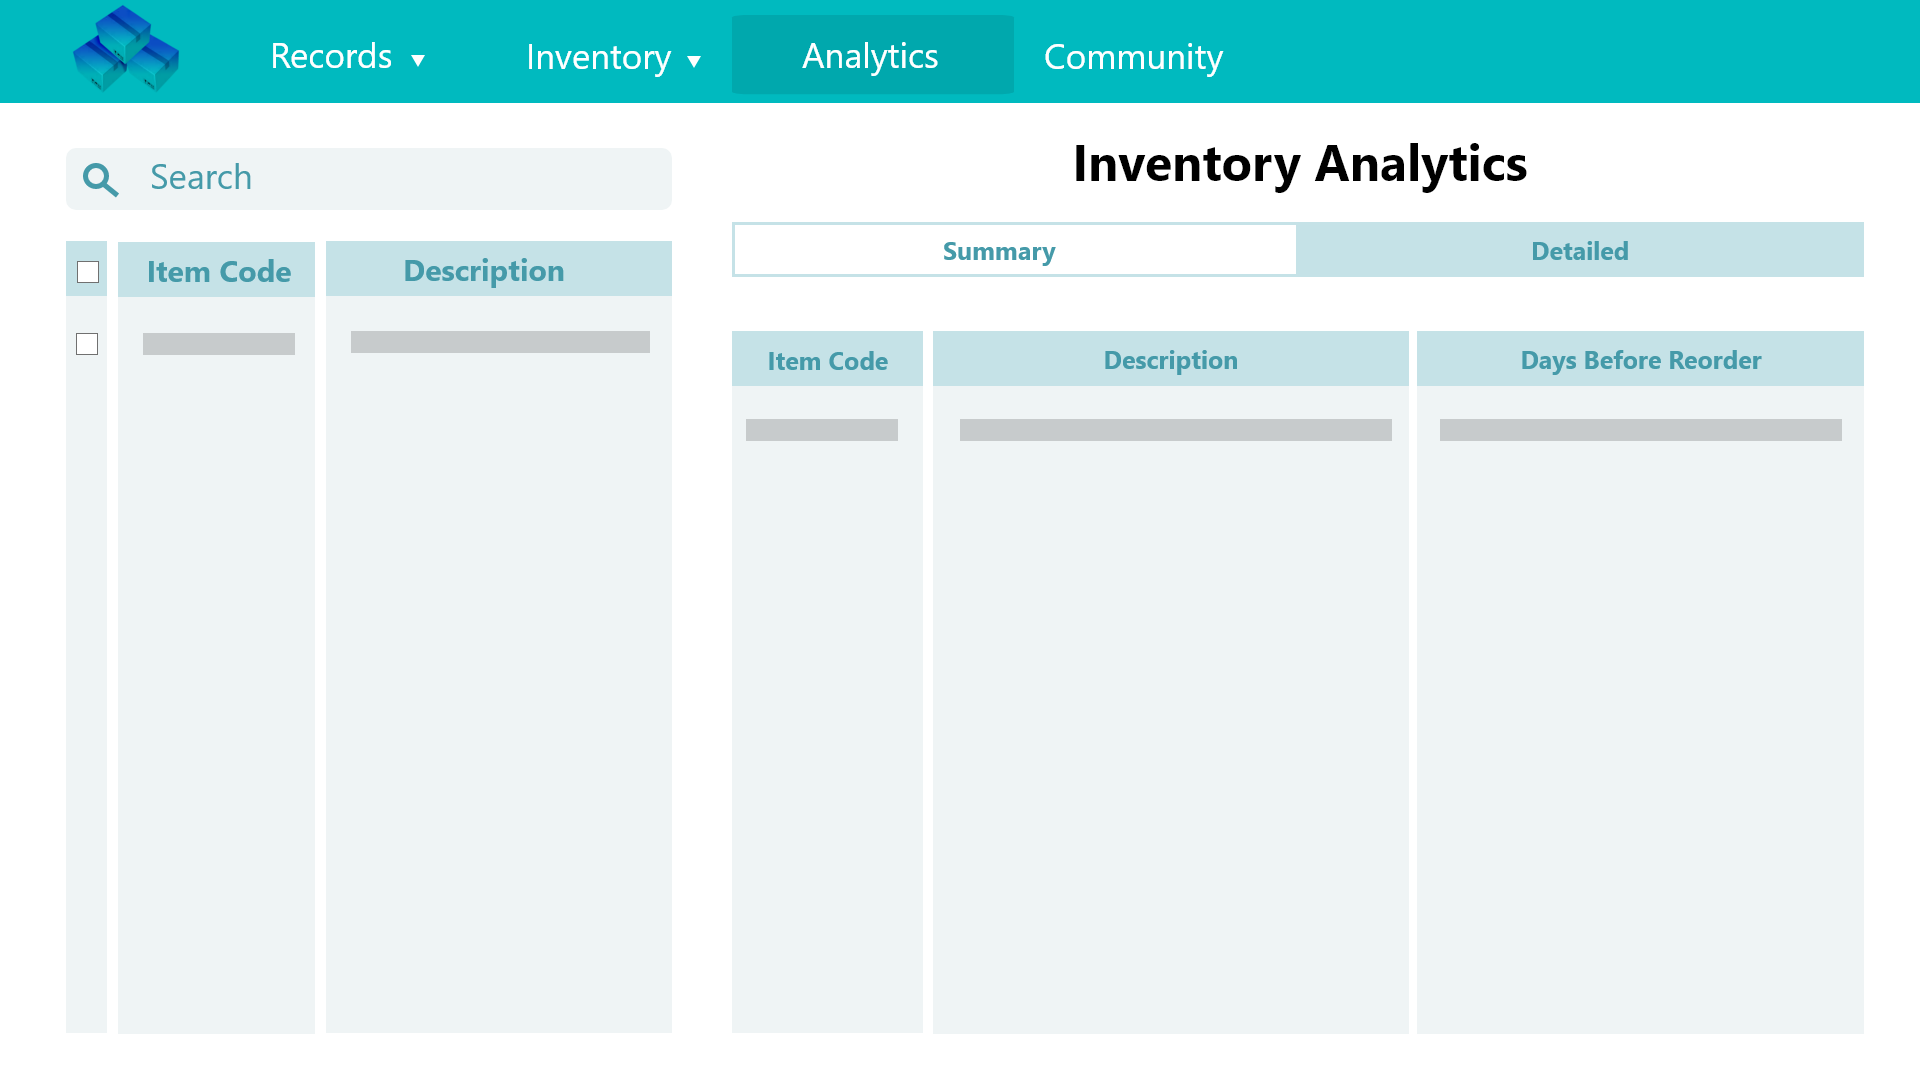 Records ▼
Inventory ▼
Analytics
Community
Search
Item Code
Description
Inventory Analytics
Summary
Detailed
Item Code
Description
Days Before Reorder